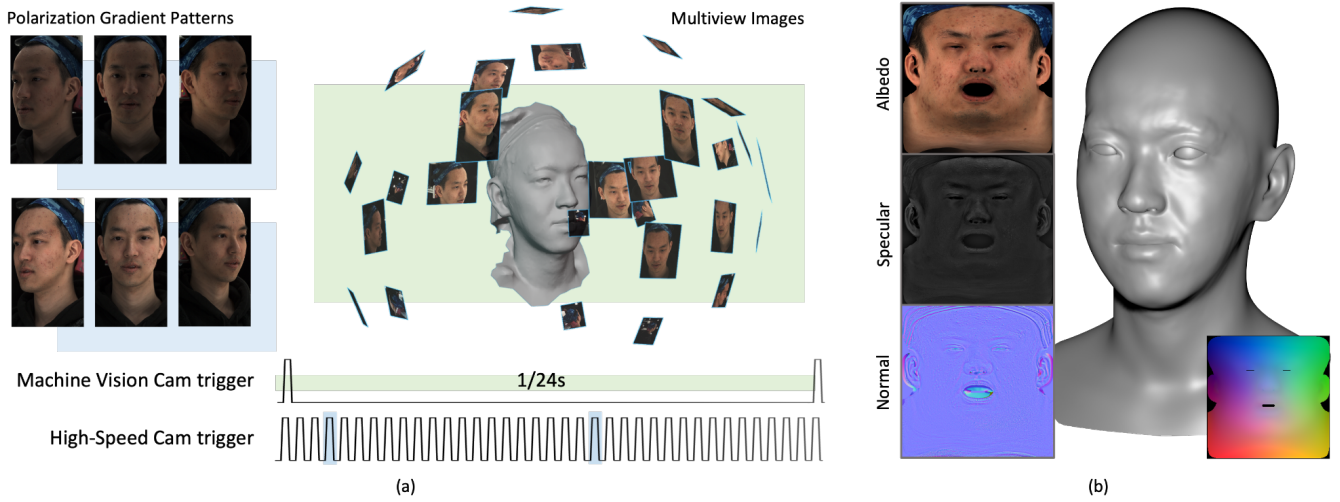 Polarization Gradient Patterns
Multiview Images
Machine Vision Cam trigger
1/24s
High-Speed Cam trigger
(a)
Albedo
Specular
Normal
(b)